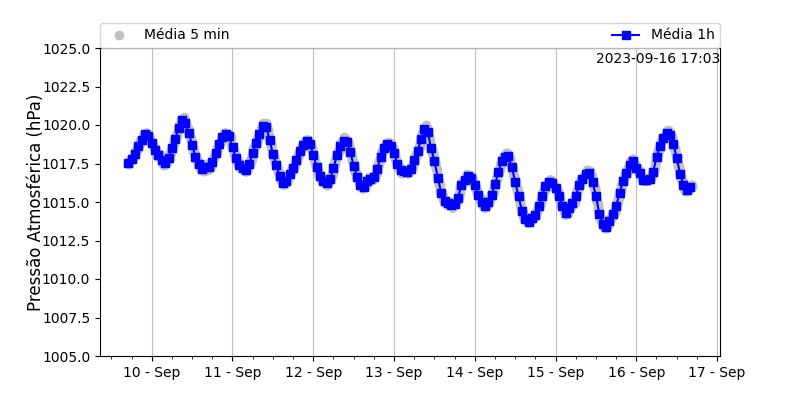 Média 5 min
Média 1h
2023-09-16 17:03
Pressão Atmosférica (hPa)
1025.0
1022.5
1020.0
1017.5
1015.0
1012.5
1010.0
1007.5
1005.0
10 - Sep
11 - Sep
12 - Sep
13 - Sep
14 - Sep
15 - Sep
16 - Sep
17 - Sep